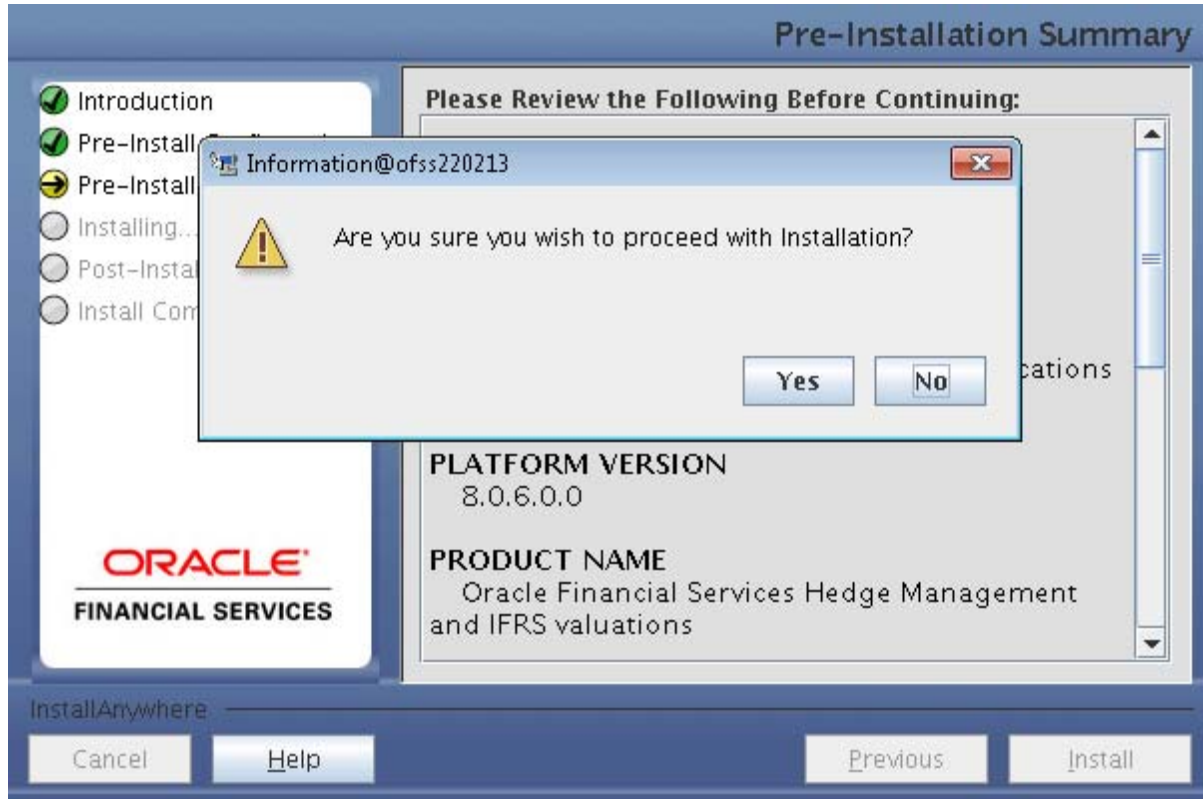 Pre-Installation Summary
Introduction
Pre-Install
Pre-Install
Installing...
Post-Instal
Install Com
ORACLE
FINANCIAL SERVICES
Please Review the Following Before Continuing:
Information@ofss220213
Are you sure you wish to proceed with Installation?
Yes
No
cations
PLATFORM VERSION
8.0.6.0.0
PRODUCT NAME
Oracle Financial Services Hedge Management
and IFRS valuations
InstallAnywhere
Cancel
Help
Previous
Install